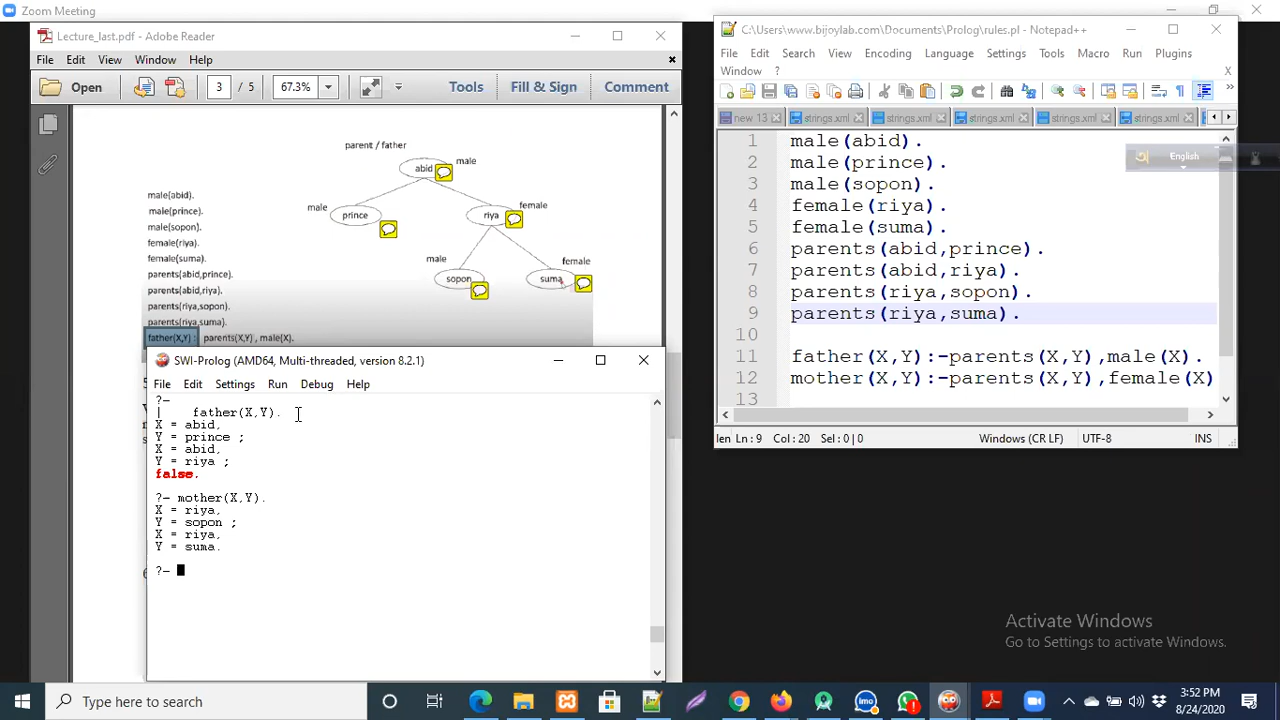 Zoom Meeting
Lecture_last.pdf - Adobe Reader
File Edit View Window Help
Open 3 / 5 67.3% Tools Fill & Sign Comment
parent / father
abid male
male prince riya female
male sopon suma female
male(abid).
male(prince).
male(sopon).
female(riya).
female(suma).
parents(abid,prince).
parents(abid,riya).
parents(riya,sopon).
parents(riya,suma).
father(X,Y) :- parents(X,Y) , male(X).
SWI-Prolog (AMD64, Multi-threaded, version 8.2.1)
File Edit Settings Run Debug Help
?-
| father(X,Y).
X = abid,
Y = prince ;
X = abid,
Y = riya ;
false.
?- mother(X,Y).
X = riya,
Y = sopon ;
X = riya,
Y = suma.
?-
C:\Users\www.bijoylab.com\Documents\Prolog\rules.pl - Notepad++
File Edit Search View Encoding Language Settings Tools Macro Run Plugins
Window ? X
new 13 strings.xml strings.xml strings.xml strings.xml strings.xml
English
1 male(abid).
2 male(prince).
3 male(sopon).
4 female(riya).
5 female(suma).
6 parents(abid,prince).
7 parents(abid,riya).
8 parents(riya,sopon).
9 parents(riya,suma).
10
11 father(X,Y):-parents(X,Y),male(X).
12 mother(X,Y):-parents(X,Y),female(X)
13
len Ln : 9 Col : 20 Sel : 0 | 0 Windows (CR LF) UTF-8 INS
Activate Windows
Go to Settings to activate Windows.
Type here to search
3:52 PM
8/24/2020